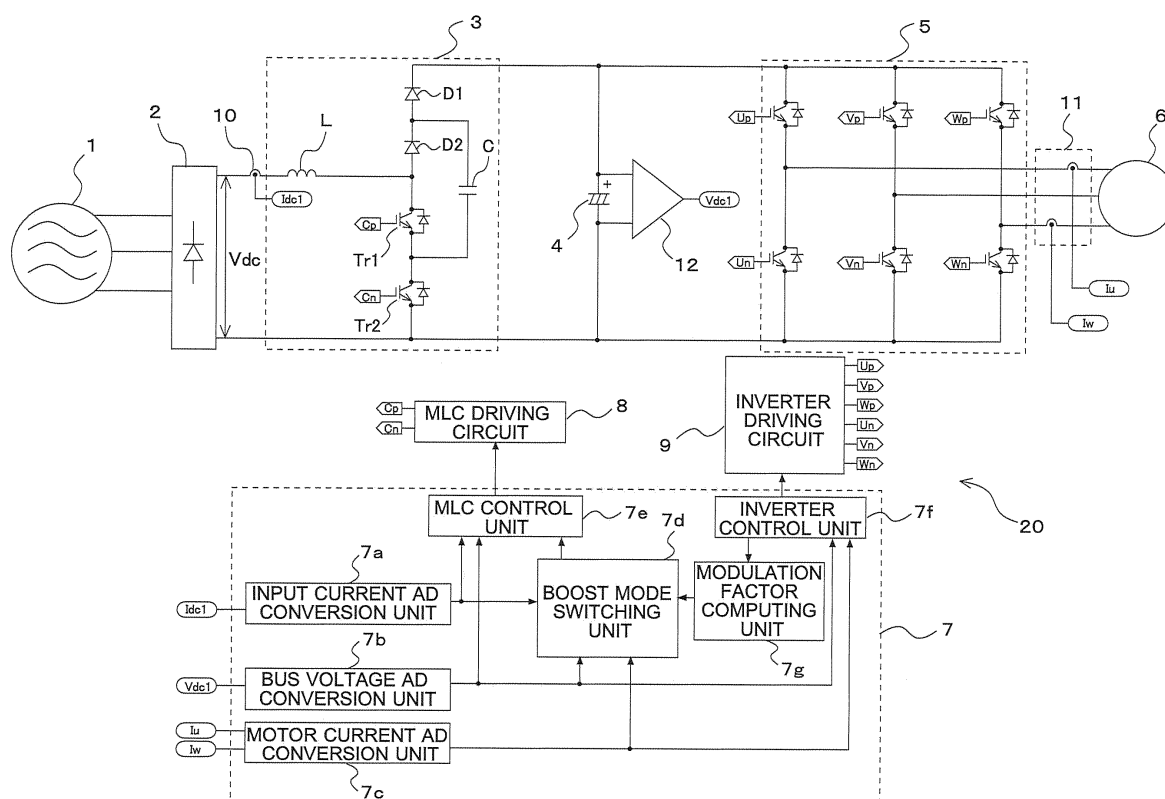 3
5
D1
Up
Vp
Wp
11
6
10
L
2
D2
C
1
Idc1
Cp
Tr1
+
4
Vdc1
12
Vdc
Un
Vn
Wn
Cn
Tr2
Iu
Iw
Cp
Cn
MLC DRIVING
CIRCUIT
8
INVERTER
DRIVING
CIRCUIT
9
Up
Vp
Wp
Un
Vn
Wn
MLC CONTROL
UNIT
7e
7d
INVERTER
CONTROL UNIT
7f
20
7a
INPUT CURRENT AD
CONVERSION UNIT
Idc1
BOOST MODE
SWITCHING
UNIT
MODULATION
FACTOR
COMPUTING
UNIT
7
7b
7g
Vdc1
BUS VOLTAGE AD
CONVERSION UNIT
Iu
Iw
MOTOR CURRENT AD
CONVERSION UNIT
7c